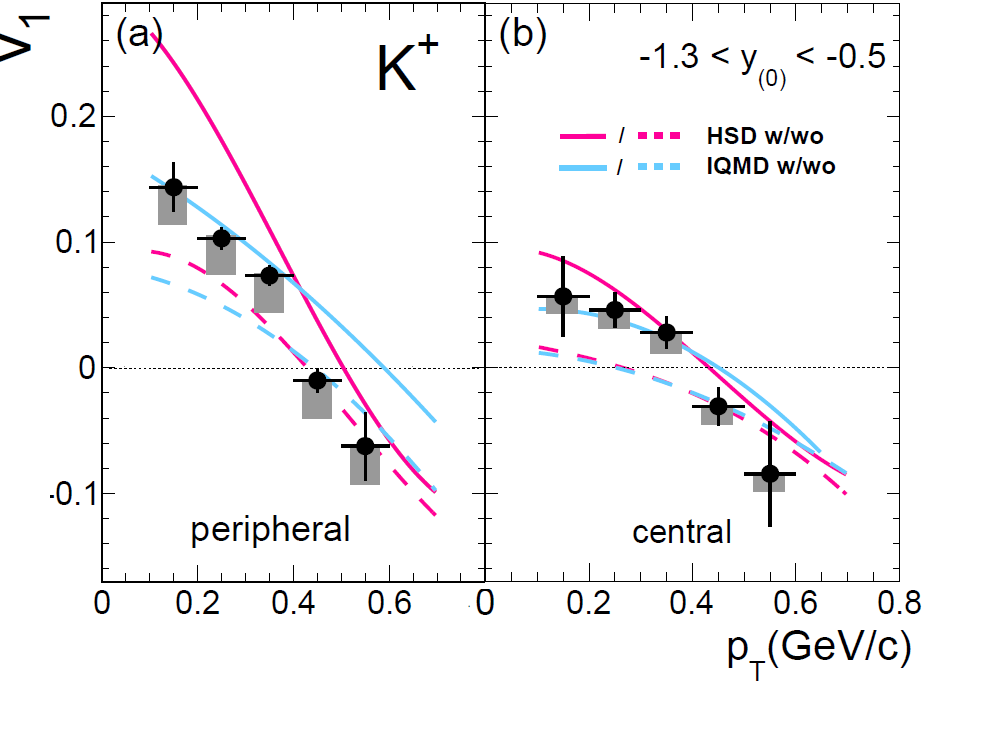 V1
(a)
K+
(b)
-1.3 < y(0) < -0.5
0.2
/ HSD w/wo
/ IQMD w/wo
0.1
0
-0.1
peripheral
central
0 0.2 0.4 0.6 0 0.2 0.4 0.6 0.8
pT(GeV/c)